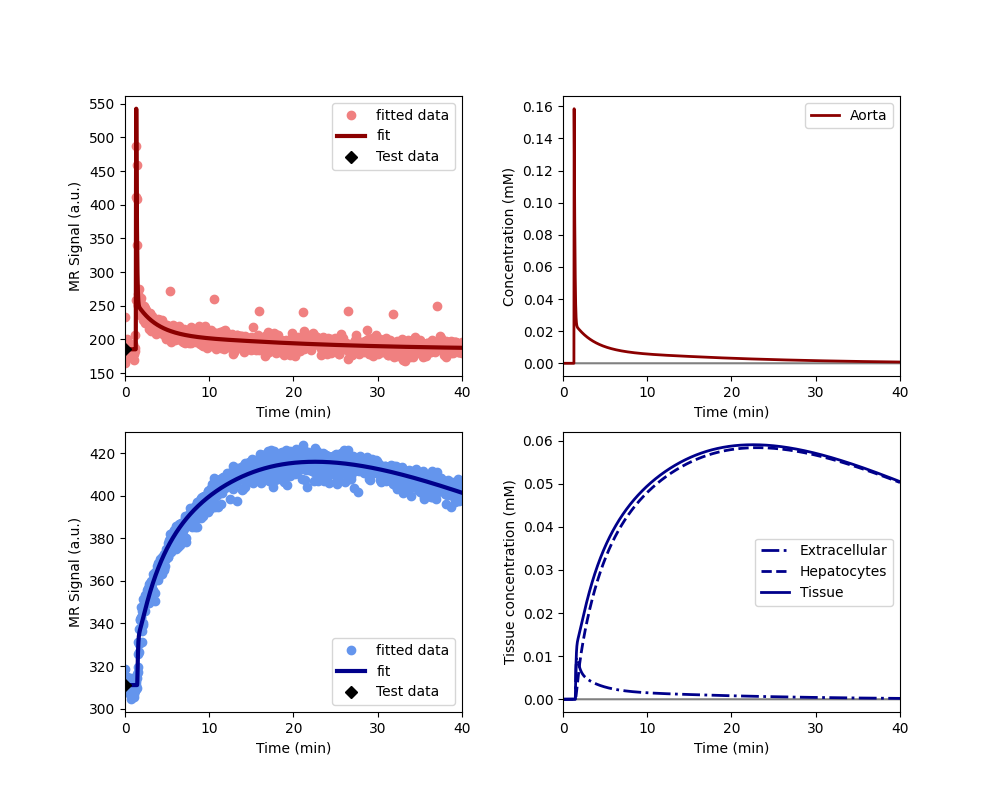 MR Signal (a.u.)
550
500
450
400
350
300
250
200
150
fitted data
fit
Test data
0 10 20 30 40
Time (min)
Concentration (mM)
0.16
0.14
0.12
0.10
0.08
0.06
0.04
0.02
0.00
Aorta
0 10 20 30 40
Time (min)
MR Signal (a.u.)
420
400
380
360
340
320
300
fitted data
fit
Test data
0 10 20 30 40
Time (min)
Tissue concentration (mM)
0.06
0.05
0.04
0.03
0.02
0.01
0.00
Extracellular
Hepatocytes
Tissue
0 10 20 30 40
Time (min)